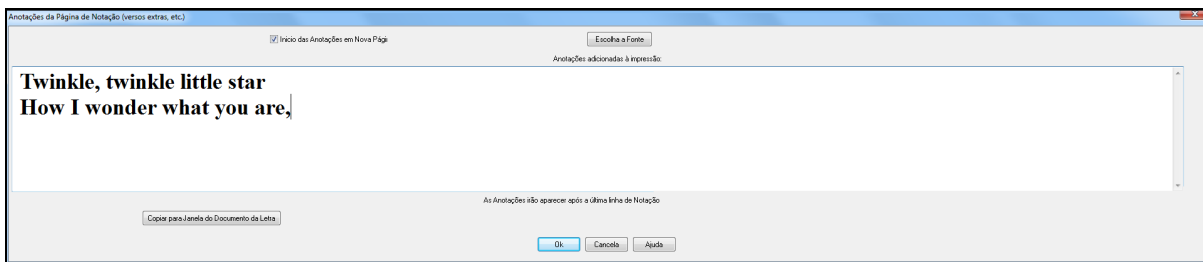 Anotações da Página de Notação (versos extras, etc.)
Inicio das Anotações em Nova Pági
Escolha a Fonte
Anotações adicionadas à impressão:
Twinkle, twinkle little star
How I wonder what you are,
As Anotações irão aparecer após a última linha de Notação
Copiar para Janela do Documento da Letra
Ok
Cancela
Ajuda